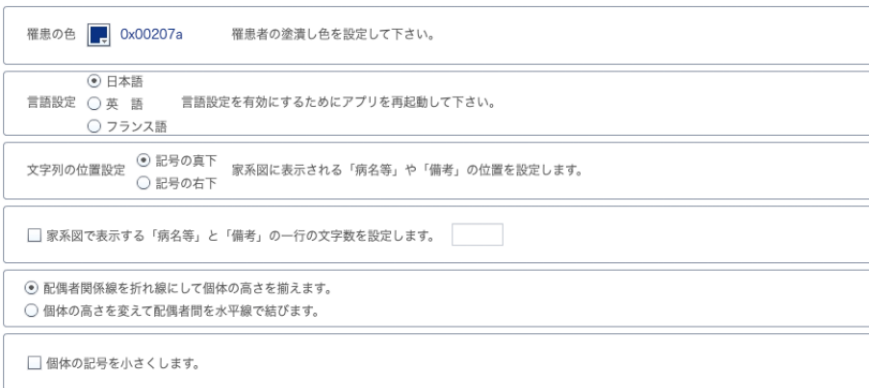 罹患の色 0x00207a 罹患者の塗潰し色を設定して下さい。
日本語
言語設定 英 語 言語設定を有効にするためにアプリを再起動して下さい。
フランス語
文字列の位置設定 記号の真下 家系図に表示される「病名等」や「備考」の位置を設定します。
記号の右下
家系図で表示する「病名等」と「備考」の一行の文字数を設定します。
配偶者関係線を折れ線にして個体の高さを揃えます。
個体の高さを変えて配偶者間を水平線で結びます。
個体の記号を小さくします。